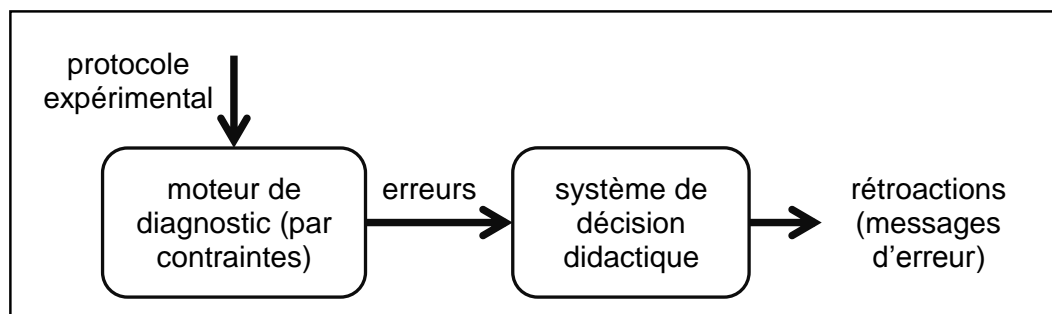 protocole
expérimental
moteur de
diagnostic (par
contraintes)
erreurs
système de
décision
didactique
rétroactions
(messages
d’erreur)